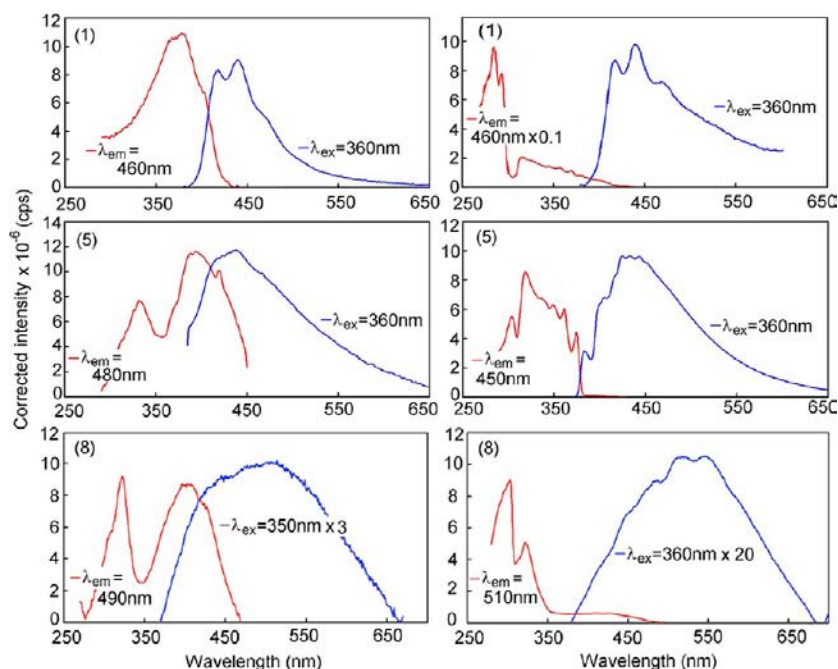 Corrected intensity x 10⁻⁶ (cps)
12
10
8
6
4
2
0
(1)
λem=
460nm
λex=360nm
250 350 450 550 650
12
10
8
6
4
2
0
(1)
λex=360nm
λem=
460nm x0.1
250 350 450 550 650
14
12
10
8
6
4
2
0
(5)
λex=360nm
λem=
480nm
250 350 450 550 650
14
12
10
8
6
4
2
0
(5)
λex=360nm
λem=
450nm
250 350 450 550 650
12
10
8
6
4
2
0
(8)
λex=350nm x 3
λem=
490nm
250 350 450 550 650
Wavelength (nm)
12
10
8
6
4
2
0
(8)
λex=360nm x 20
λem=
510nm
250 350 450 550 650
Wavelength (nm)